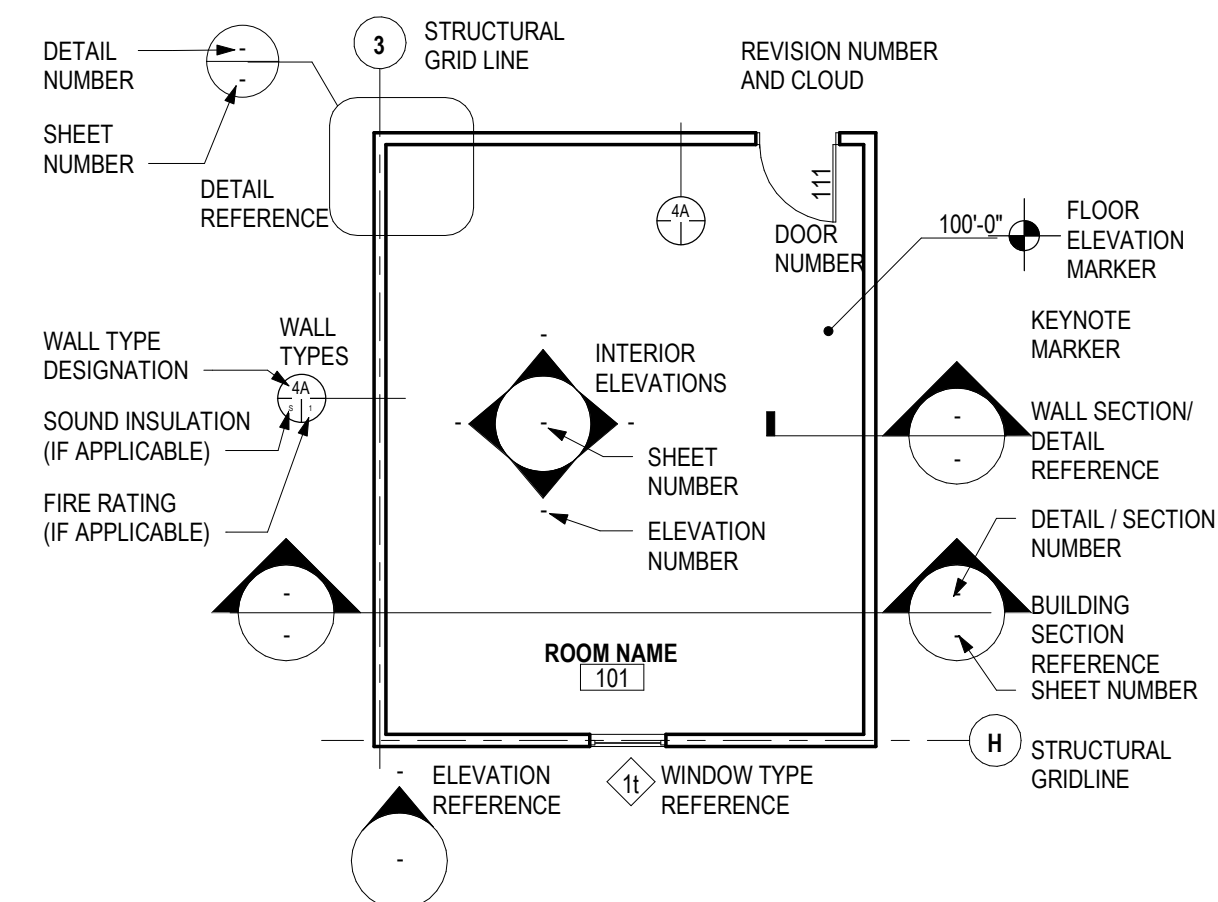 DETAIL
NUMBER
-
-
SHEET
NUMBER
DETAIL
REFERENCE
3
STRUCTURAL
GRID LINE
REVISION NUMBER
AND CLOUD
4A
111
DOOR
NUMBER
100'-0"
FLOOR
ELEVATION
MARKER
KEYNOTE
MARKER
WALL TYPE
DESIGNATION
SOUND INSULATION
(IF APPLICABLE)
FIRE RATING
(IF APPLICABLE)
WALL
TYPES
4A
S 1
INTERIOR
ELEVATIONS
-
- - -
-
SHEET
NUMBER
ELEVATION
NUMBER
-
-
WALL SECTION/
DETAIL
REFERENCE
DETAIL / SECTION
NUMBER
-
-
-
-
BUILDING
SECTION
REFERENCE
SHEET NUMBER
ROOM NAME
101
H
STRUCTURAL
GRIDLINE
-
ELEVATION
REFERENCE
-
1t
WINDOW TYPE
REFERENCE